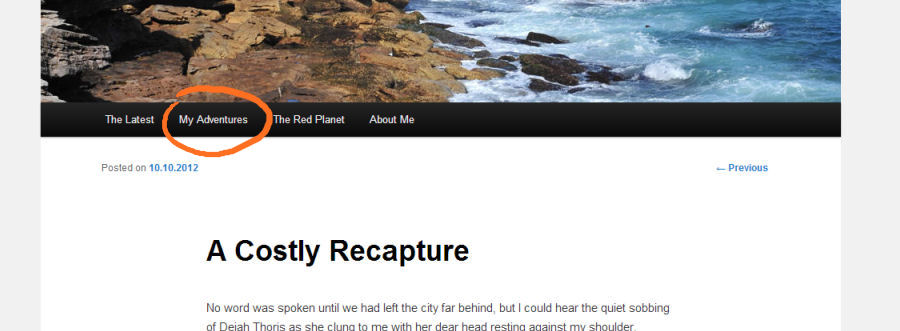 The Latest My Adventures The Red Planet About Me
Posted on 10.10.2012 ← Previous
A Costly Recapture
No word was spoken until we had left the city far behind, but I could hear the quiet sobbing
of Dejah Thoris as she clung to me with her dear head resting against my shoulder.